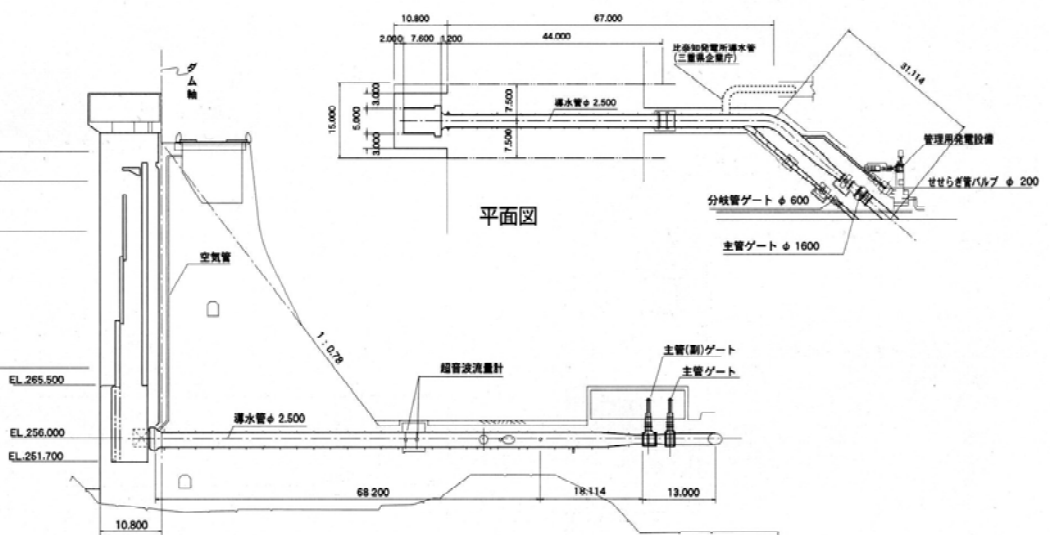 10.800
67.000
2.000
7.600
1.200
44.000
比奈知発電所導水管
(三重県企業庁)
31.114
ダム軸
15.000
3.000
5.000
3.000
7.500
7.500
導水管φ 2.500
管理用発電設備
せせらぎ管バルブ φ 200
分岐管ゲート φ 600
主管ゲート φ 1600
平面図
空気管
1 : 0.78
超音波流量計
主管(副)ゲート
主管ゲート
EL.265.500
導水管φ 2.500
EL.256.000
EL.251.700
68.200
18.114
13.000
10.800